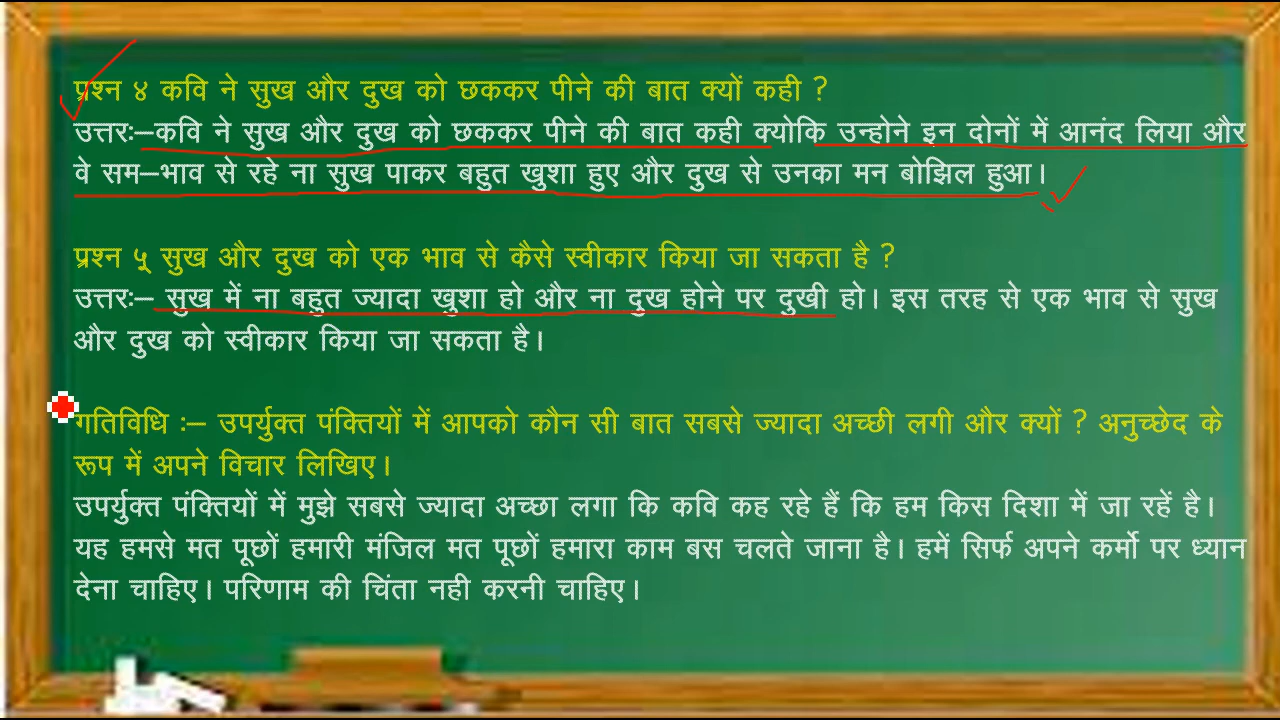 प्रश्न ४ कवि ने सुख और दुख को छककर पीने की बात क्यों कही ?
उत्तरः–कवि ने सुख और दुख को छककर पीने की बात कही क्योकि उन्होने इन दोनों में आनंद लिया और
वे सम–भाव से रहे ना सुख पाकर बहुत खुशा हुए और दुख से उनका मन बोझिल हुआ।
प्रश्न ५ सुख और दुख को एक भाव से कैसे स्वीकार किया जा सकता है ?
उत्तरः– सुख में ना बहुत ज्यादा खुशा हो और ना दुख होने पर दुखी हो। इस तरह से एक भाव से सुख
और दुख को स्वीकार किया जा सकता है।
गतिविधि :– उपर्युक्त पंक्तियों में आपको कौन सी बात सबसे ज्यादा अच्छी लगी और क्यों ? अनुच्छेद के
रूप में अपने विचार लिखिए।
उपर्युक्त पंक्तियों में मुझे सबसे ज्यादा अच्छा लगा कि कवि कह रहे हैं कि हम किस दिशा में जा रहें है।
यह हमसे मत पूछों हमारी मंजिल मत पूछों हमारा काम बस चलते जाना है। हमें सिर्फ अपने कर्मो पर ध्यान
देना चाहिए। परिणाम की चिंता नही करनी चाहिए।